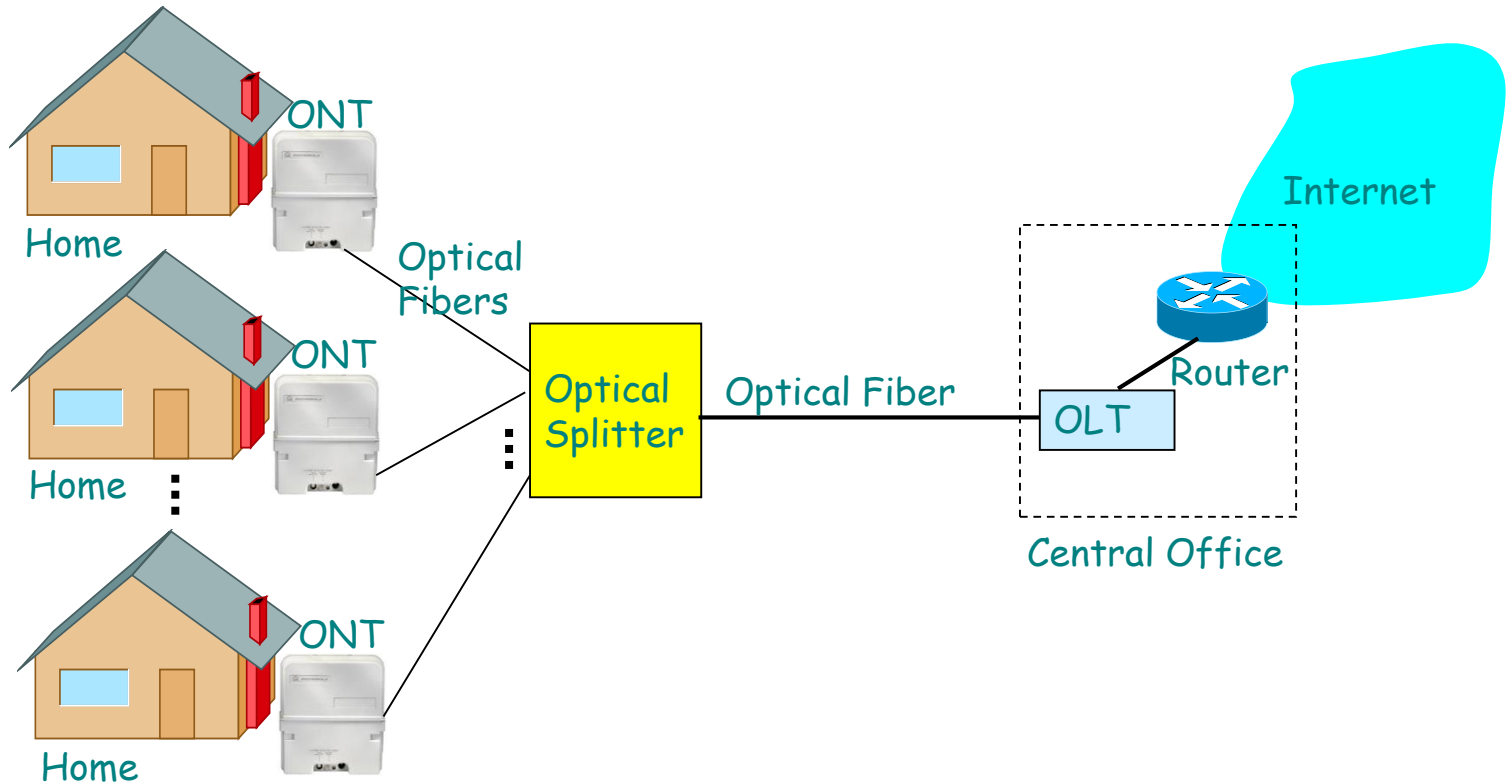 ONT
Home
Optical
Fibers
ONT
Home
ONT
Home
Optical
Splitter
Optical Fiber
OLT
Router
Internet
Central Office